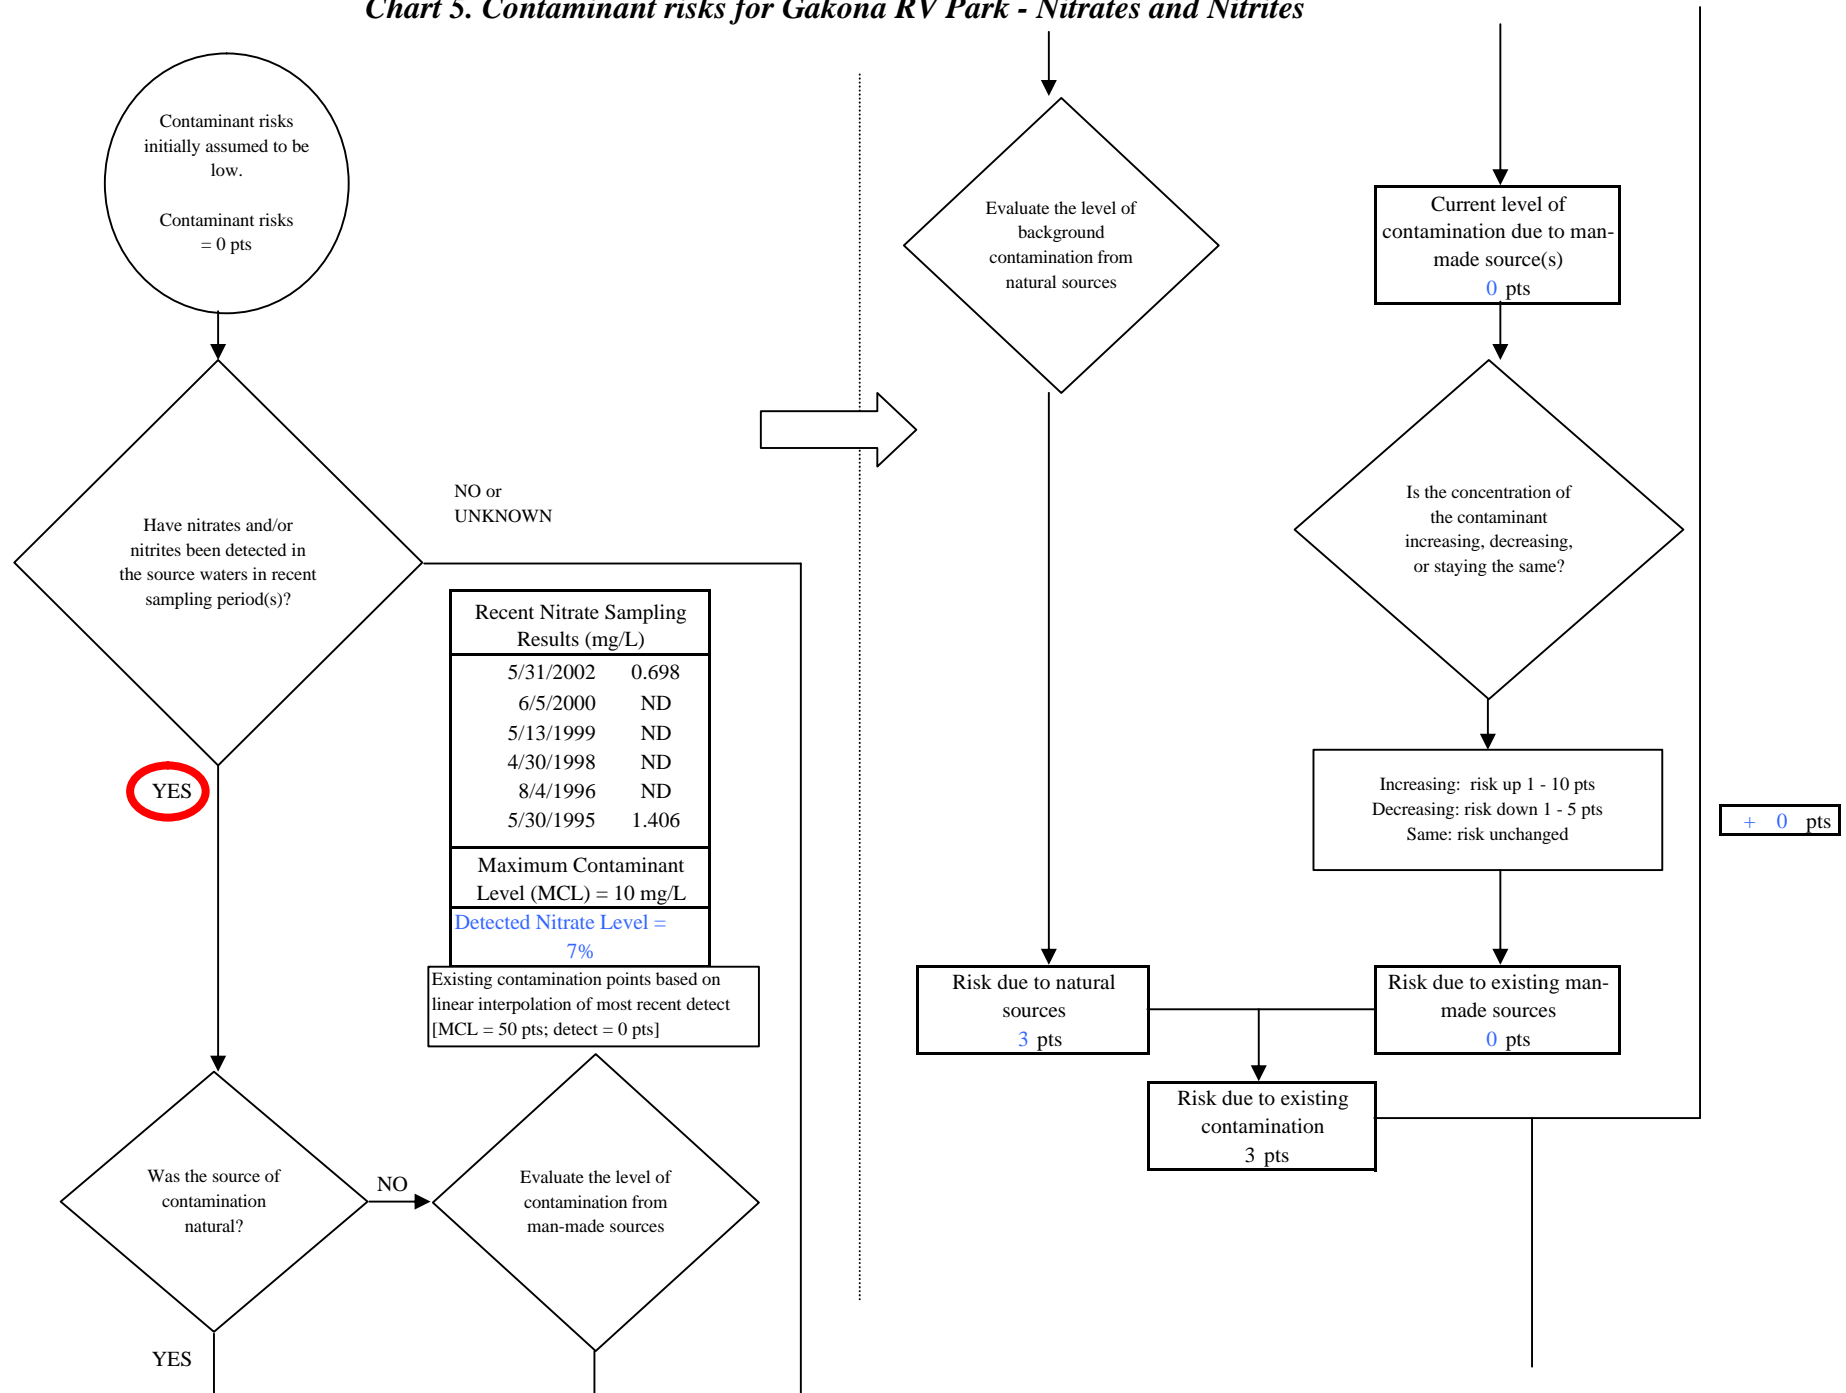 Chart 5. Contaminant risks for Gakona RV Park - Nitrates and Nitrites
Contaminant risks
initially assumed to be
low.
Contaminant risks
= 0 pts
Have nitrates and/or
nitrites been detected in
the source waters in recent
sampling period(s)?
NO or
UNKNOWN
YES
Recent Nitrate Sampling
Results (mg/L)
5/31/2002 0.698
6/5/2000 ND
5/13/1999 ND
4/30/1998 ND
8/4/1996 ND
5/30/1995 1.406
Maximum Contaminant
Level (MCL) = 10 mg/L
Detected Nitrate Level =
7%
Existing contamination points based on
linear interpolation of most recent detect
[MCL = 50 pts; detect = 0 pts]
Was the source of
contamination
natural?
NO
Evaluate the level of
contamination from
man-made sources
YES
Evaluate the level of
background
contamination from
natural sources
Current level of
contamination due to man-
made source(s)
0 pts
Is the concentration of
the contaminant
increasing, decreasing,
or staying the same?
Increasing: risk up 1 - 10 pts
Decreasing: risk down 1 - 5 pts
Same: risk unchanged
+ 0 pts
Risk due to natural
sources
3 pts
Risk due to existing man-
made sources
0 pts
Risk due to existing
contamination
3 pts